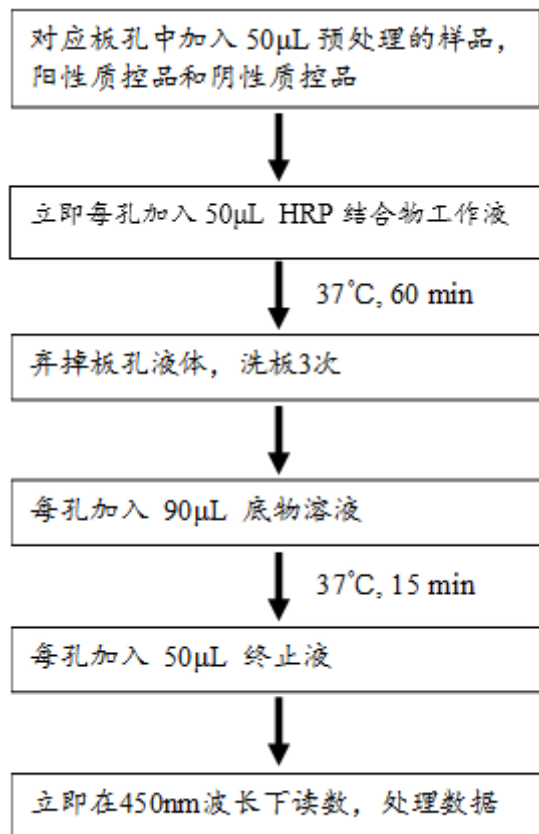 对应板孔中加入 50μL 预处理的样品，
阳性质控品和阴性质控品
立即每孔加入 50μL HRP 结合物工作液
37℃, 60 min
弃掉板孔液体，洗板3次
每孔加入 90μL 底物溶液
37℃, 15 min
每孔加入 50μL 终止液
立即在450nm波长下读数，处理数据